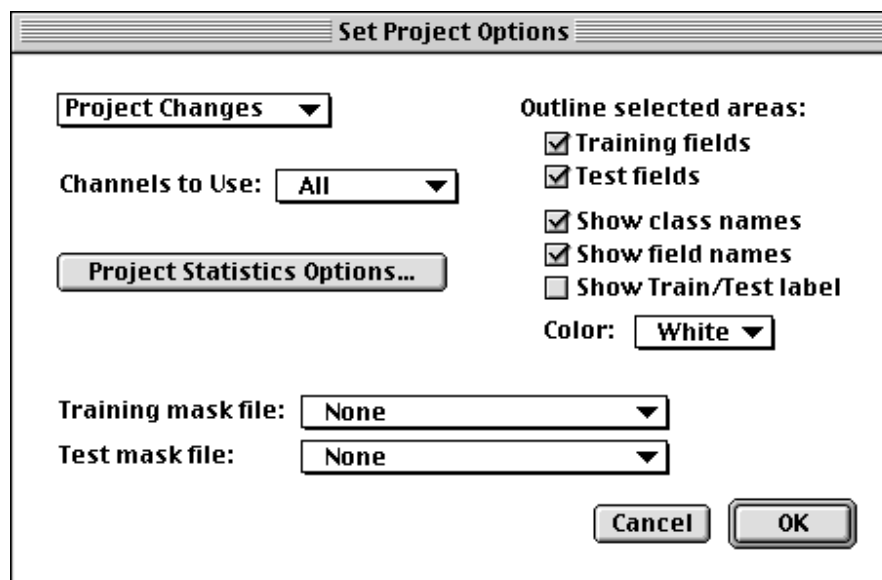 Set Project Options
Project Changes
Channels to Use: All
Project Statistics Options...
Outline selected areas:
Training fields
Test fields
Show class names
Show field names
Show Train/Test label
Color: White
Training mask file: None
Test mask file: None
Cancel OK